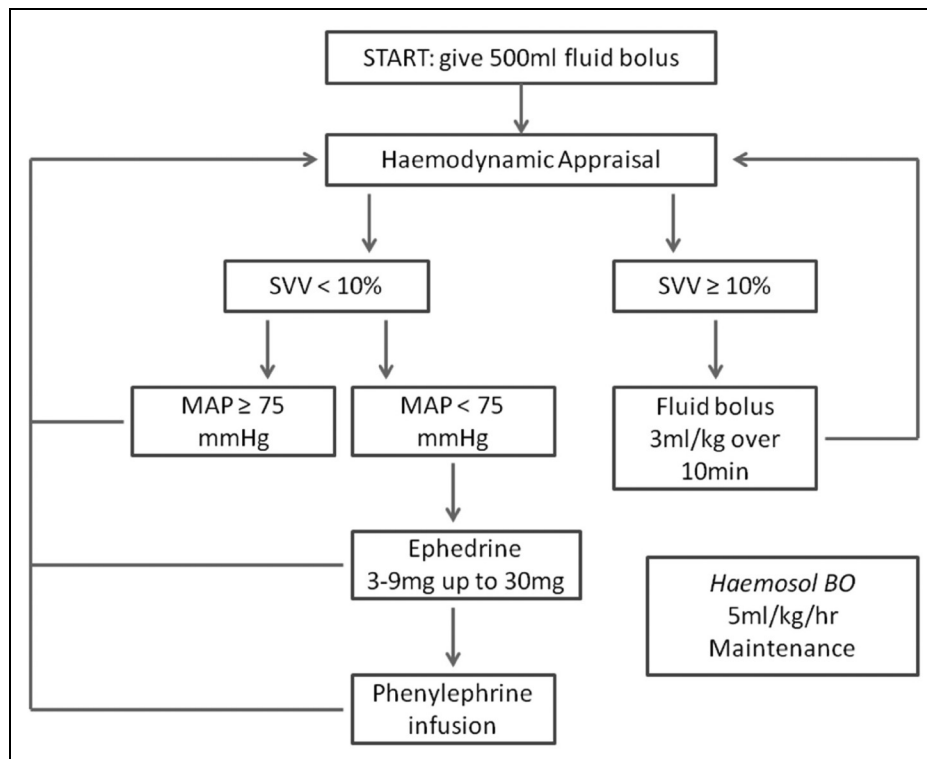 START: give 500ml fluid bolus
Haemodynamic Appraisal
SVV < 10%
SVV ≥ 10%
MAP ≥ 75
mmHg
MAP < 75
mmHg
Fluid bolus
3ml/kg over
10min
Ephedrine
3-9mg up to 30mg
Haemosol BO
5ml/kg/hr
Maintenance
Phenylephrine
infusion